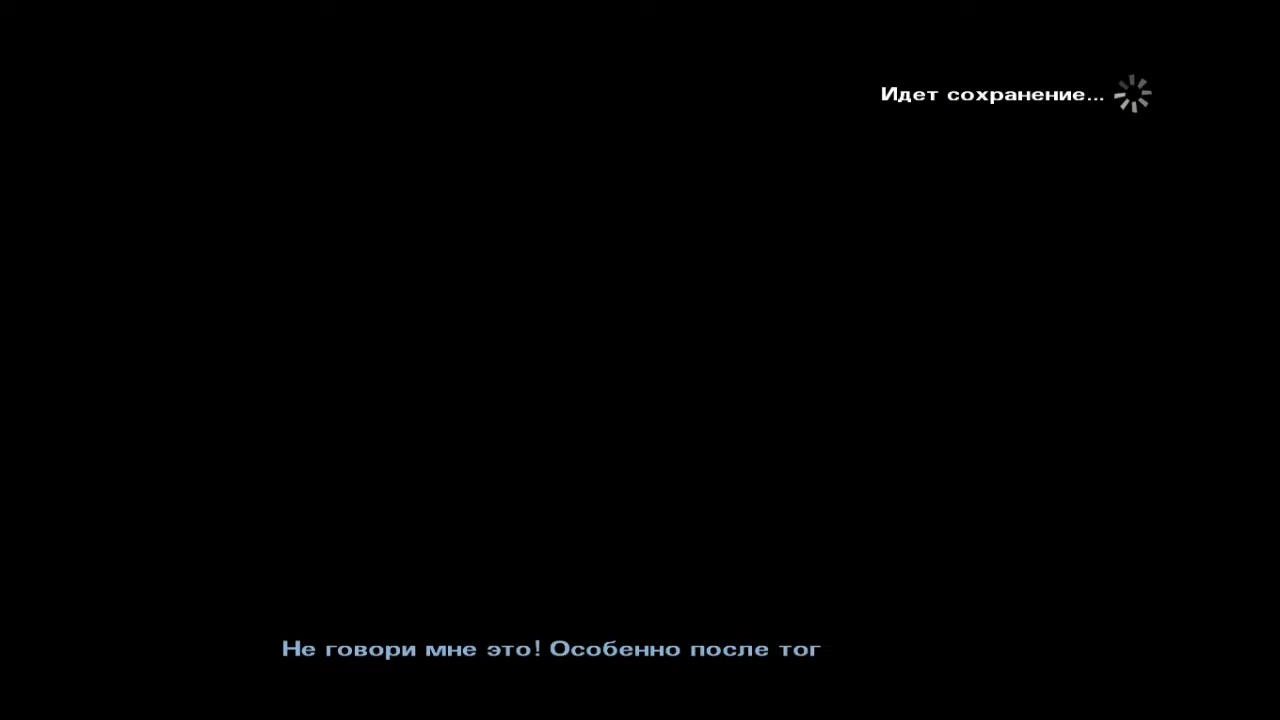 Идет сохранение...
Не говори мне это! Особенно после тог